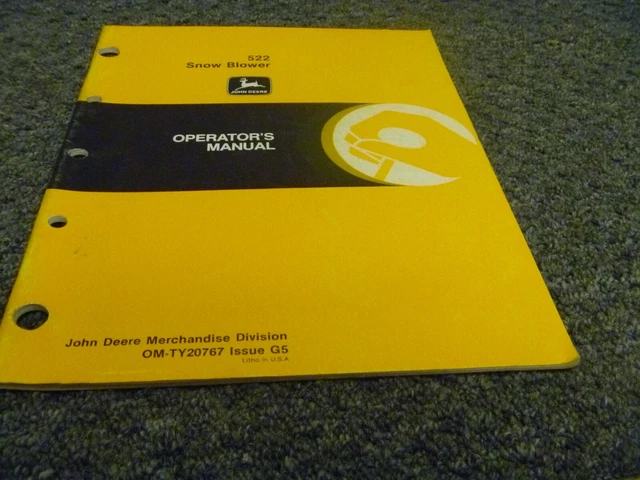 522
Snow Blower
JOHN DEERE
OPERATOR'S
MANUAL
John Deere Merchandise Division
OM-TY20767 Issue G5
Litho in U.S.A